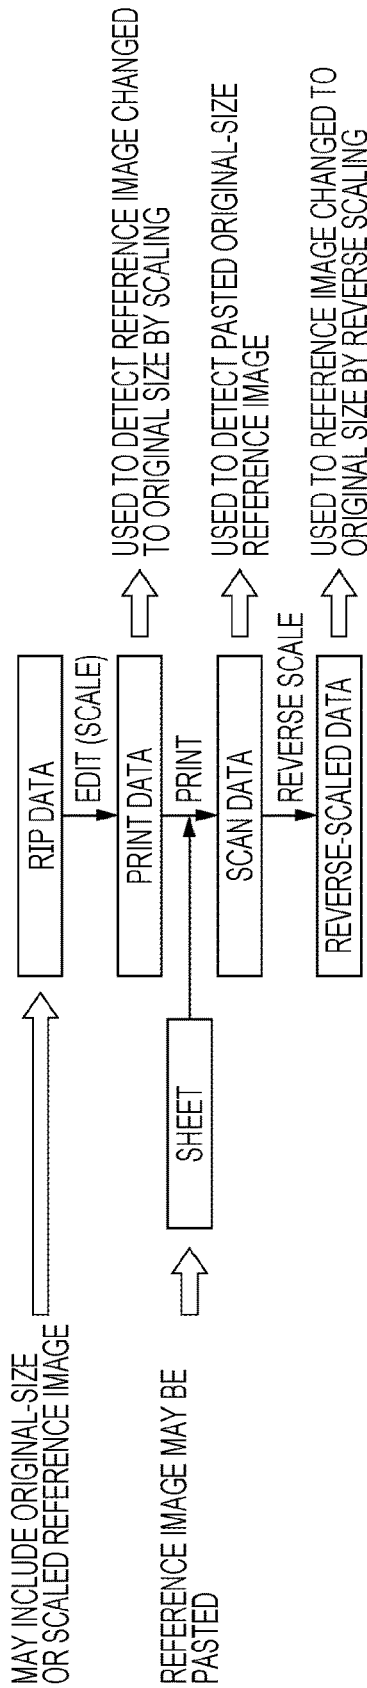 MAY INCLUDE ORIGINAL-SIZE
OR SCALED REFERENCE IMAGE
RIP DATA
EDIT (SCALE)
PRINT DATA
USED TO DETECT REFERENCE IMAGE CHANGED
TO ORIGINAL SIZE BY SCALING
REFERENCE IMAGE MAY BE
PASTED
SHEET
PRINT
SCAN DATA
USED TO DETECT PASTED ORIGINAL-SIZE
REFERENCE IMAGE
REVERSE SCALE
REVERSE-SCALED DATA
USED TO REFERENCE IMAGE CHANGED TO
ORIGINAL SIZE BY REVERSE SCALING